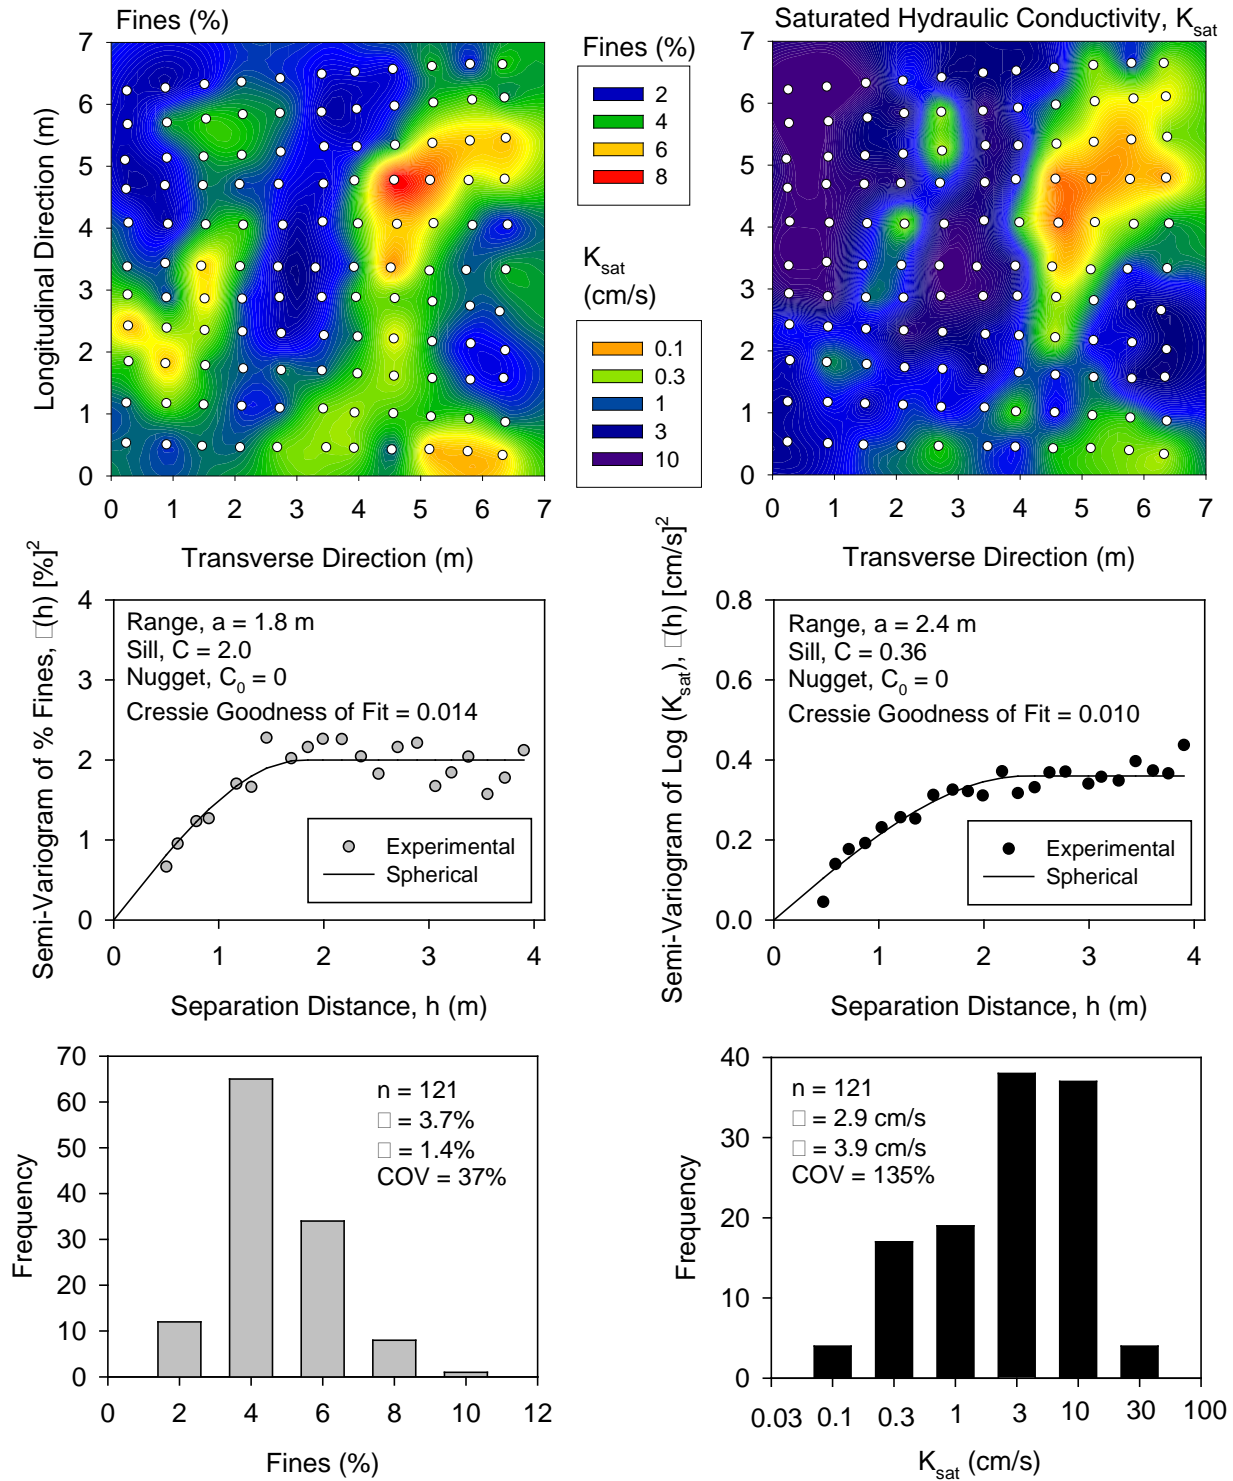 Fines (%)
Saturated Hydraulic Conductivity, Ksat
7
6
5
4
3
2
1
0
Longitudinal Direction (m)
0 1 2 3 4 5 6 7
Transverse Direction (m)
Fines (%)
2
4
6
8
Ksat
(cm/s)
0.1
0.3
1
3
10
7
6
5
4
3
2
1
0
0 1 2 3 4 5 6 7
Transverse Direction (m)
Semi-Variogram of % Fines, □(h) [%]²
4
3
2
1
0
Range, a = 1.8 m
Sill, C = 2.0
Nugget, C₀ = 0
Cressie Goodness of Fit = 0.014
Experimental
Spherical
0 1 2 3 4
Separation Distance, h (m)
Semi-Variogram of Log (Ksat), □(h) [cm/s]²
0.8
0.6
0.4
0.2
0.0
Range, a = 2.4 m
Sill, C = 0.36
Nugget, C₀ = 0
Cressie Goodness of Fit = 0.010
Experimental
Spherical
0 1 2 3 4
Separation Distance, h (m)
Frequency
70
60
50
40
30
20
10
0
n = 121
□ = 3.7%
□ = 1.4%
COV = 37%
0 2 4 6 8 10 12
Fines (%)
Frequency
40
30
20
10
0
n = 121
□ = 2.9 cm/s
□ = 3.9 cm/s
COV = 135%
0.03 0.1 0.3 1 3 10 30 100
Ksat (cm/s)